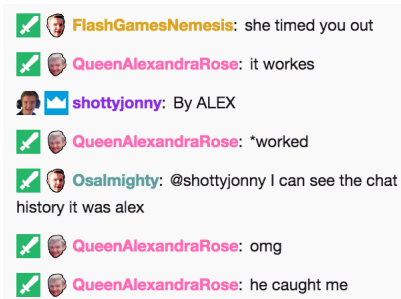 FlashGamesNemesis: she timed you out
QueenAlexandraRose: it workes
shottyjonny: By ALEX
QueenAlexandraRose: *worked
Osalmighty: @shottyjonny I can see the chat
history it was alex
QueenAlexandraRose: omg
QueenAlexandraRose: he caught me